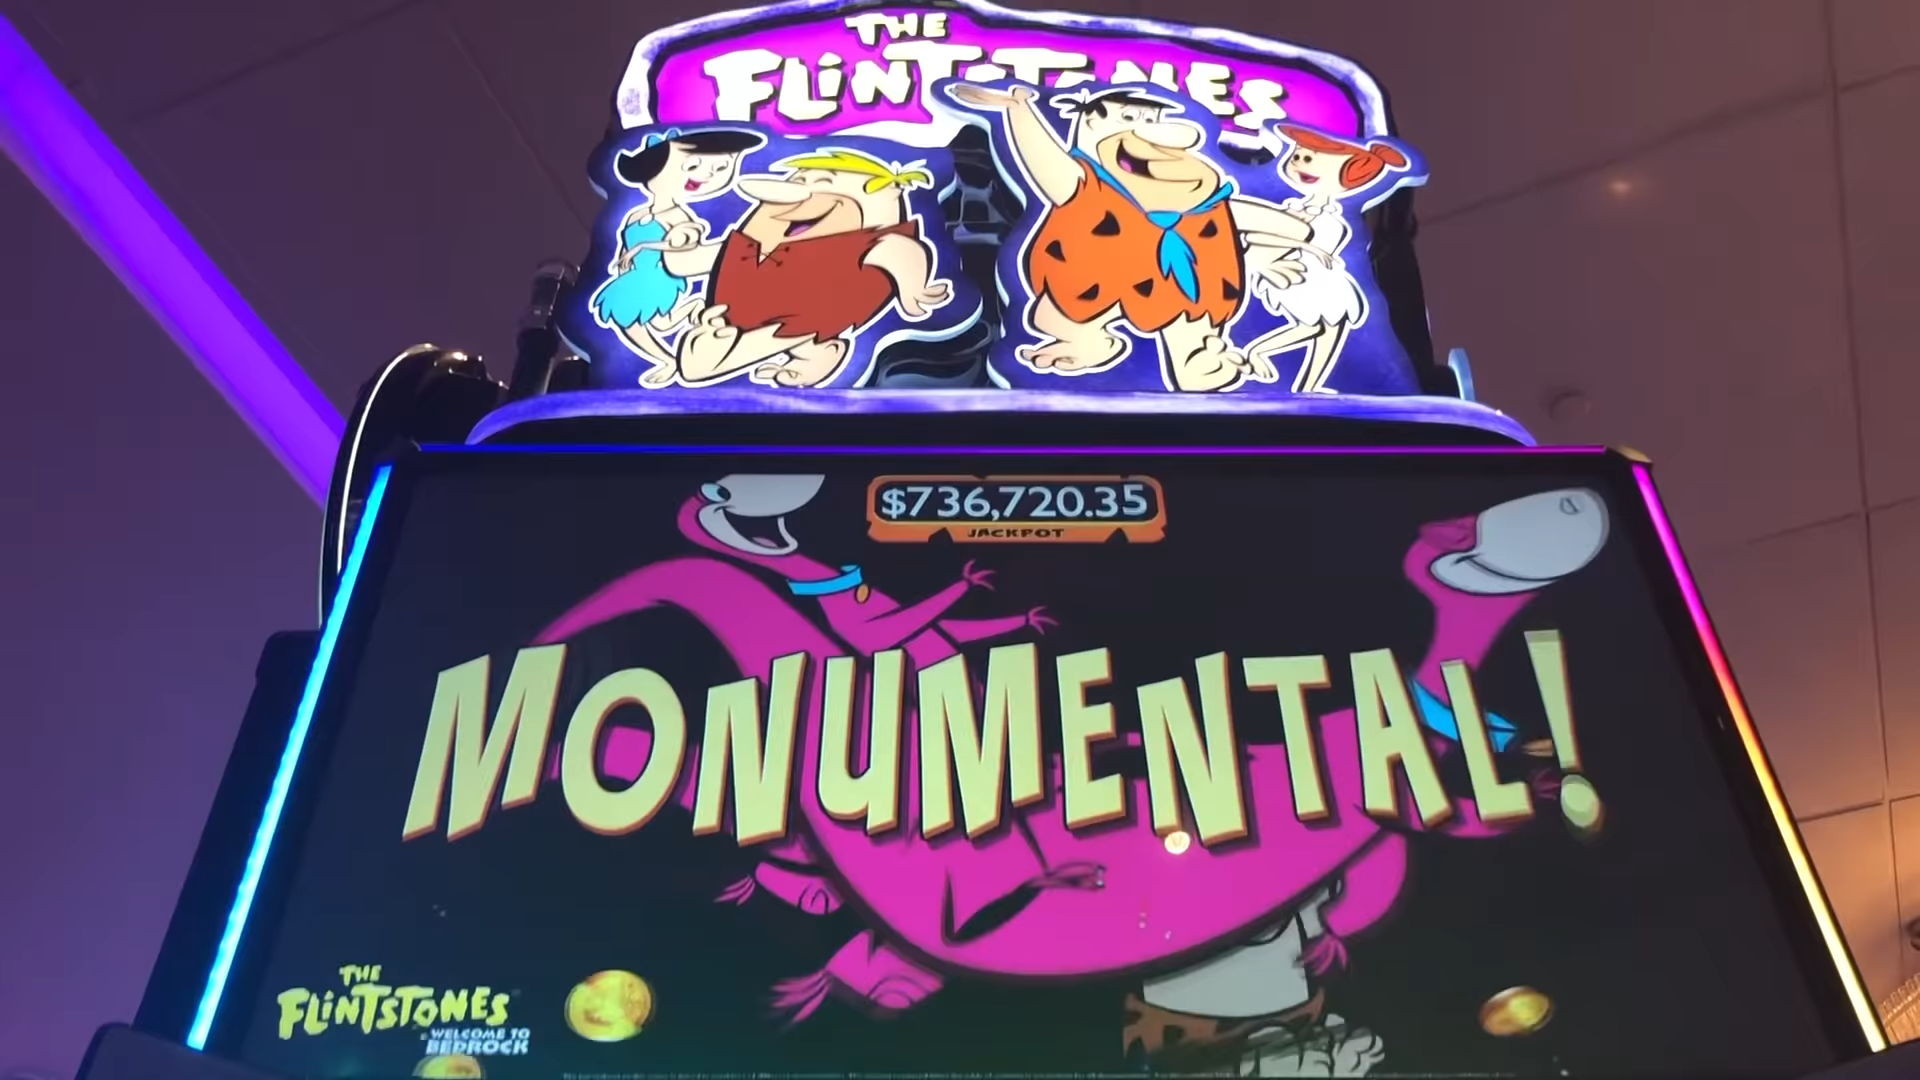 THE
FLINTSTONES
$736,720.35
JACKPOT
MONUMENTAL!
THE
FLINTSTONES
WELCOME TO
BEDROCK